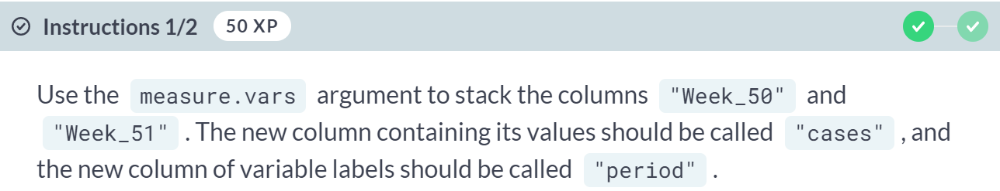 Instructions 1/2 50 XP
Use the measure.vars argument to stack the columns "Week_50" and
"Week_51" . The new column containing its values should be called "cases" , and
the new column of variable labels should be called "period" .